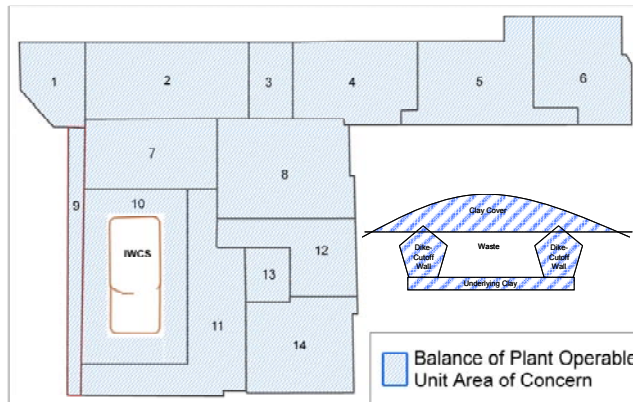 1
2
3
4
5
6
7
8
9
10
IWCS
11
12
13
14
Clay Cover
Waste
Dike-
Cutoff
Wall
Dike-
Cutoff
Wall
Underlying Clay
Balance of Plant Operable
Unit Area of Concern